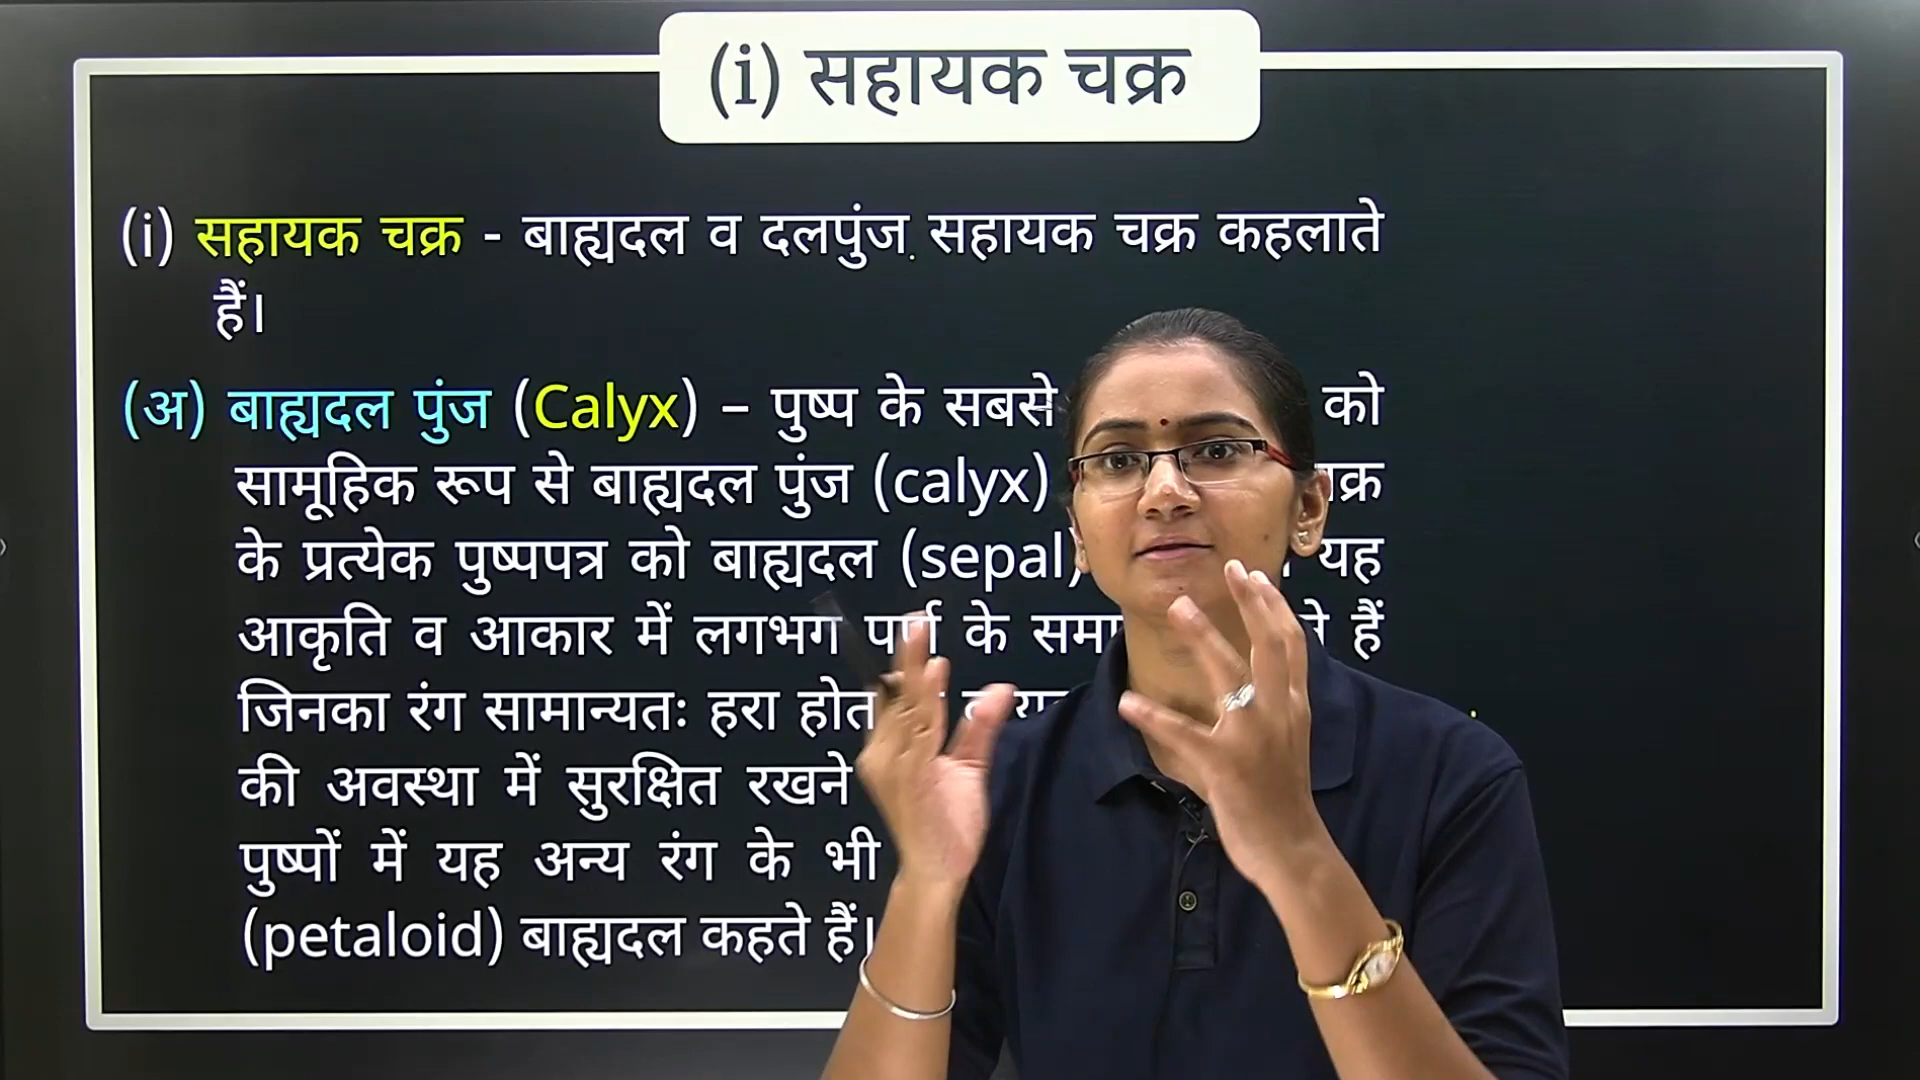 (i) सहायक चक्र
(i) सहायक चक्र - बाह्यदल व दलपुंज सहायक चक्र कहलाते
हैं।
(अ) बाह्यदल पुंज (Calyx) – पुष्प के सबसे को
सामूहिक रूप से बाह्यदल पुंज (calyx)
के प्रत्येक पुष्पपत्र को बाह्यदल (sepal) यह
आकृति व आकार में लगभग पर्ण के हैं
जिनका रंग सामान्यतः हरा
की अवस्था में सुरक्षित रखने
पुष्पों में यह अन्य रंग के भी
(petaloid) बाह्यदल कहते हैं।